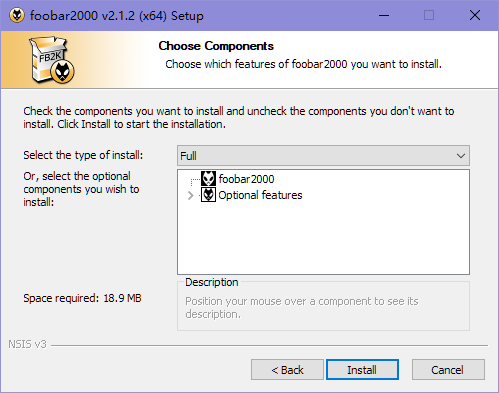 foobar2000 v2.1.2 (x64) Setup
FB2K
Choose Components
Choose which features of foobar2000 you want to install.
Check the components you want to install and uncheck the components you don't want to
install. Click Install to start the installation.
Select the type of install:
Full
Or, select the optional
components you wish to
install:
foobar2000
Optional features
Space required: 18.9 MB
Description
Position your mouse over a component to see its
description.
NSIS v3
< Back
Install
Cancel